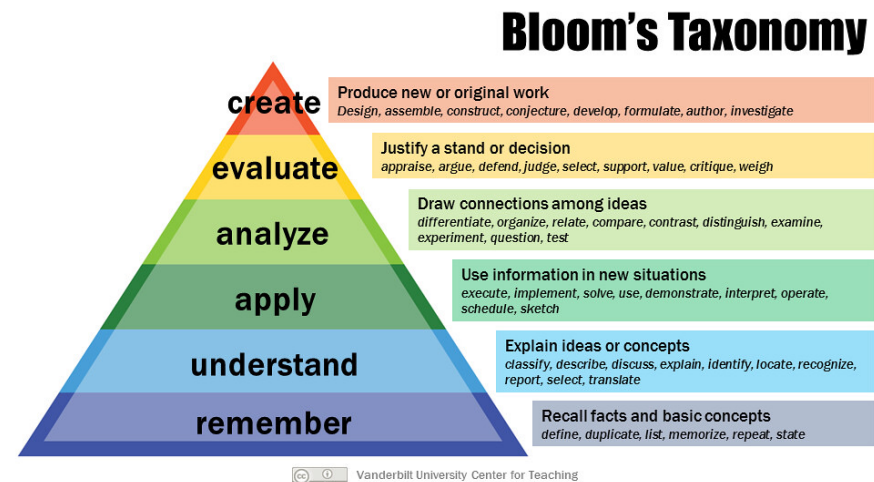 Bloom's Taxonomy
create
Produce new or original work
Design, assemble, construct, conjecture, develop, formulate, author, investigate
evaluate
Justify a stand or decision
appraise, argue, defend, judge, select, support, value, critique, weigh
analyze
Draw connections among ideas
differentiate, organize, relate, compare, contrast, distinguish, examine,
experiment, question, test
apply
Use information in new situations
execute, implement, solve, use, demonstrate, interpret, operate,
schedule, sketch
understand
Explain ideas or concepts
classify, describe, discuss, explain, identify, locate, recognize,
report, select, translate
remember
Recall facts and basic concepts
define, duplicate, list, memorize, repeat, state
cc Vanderbilt University Center for Teaching